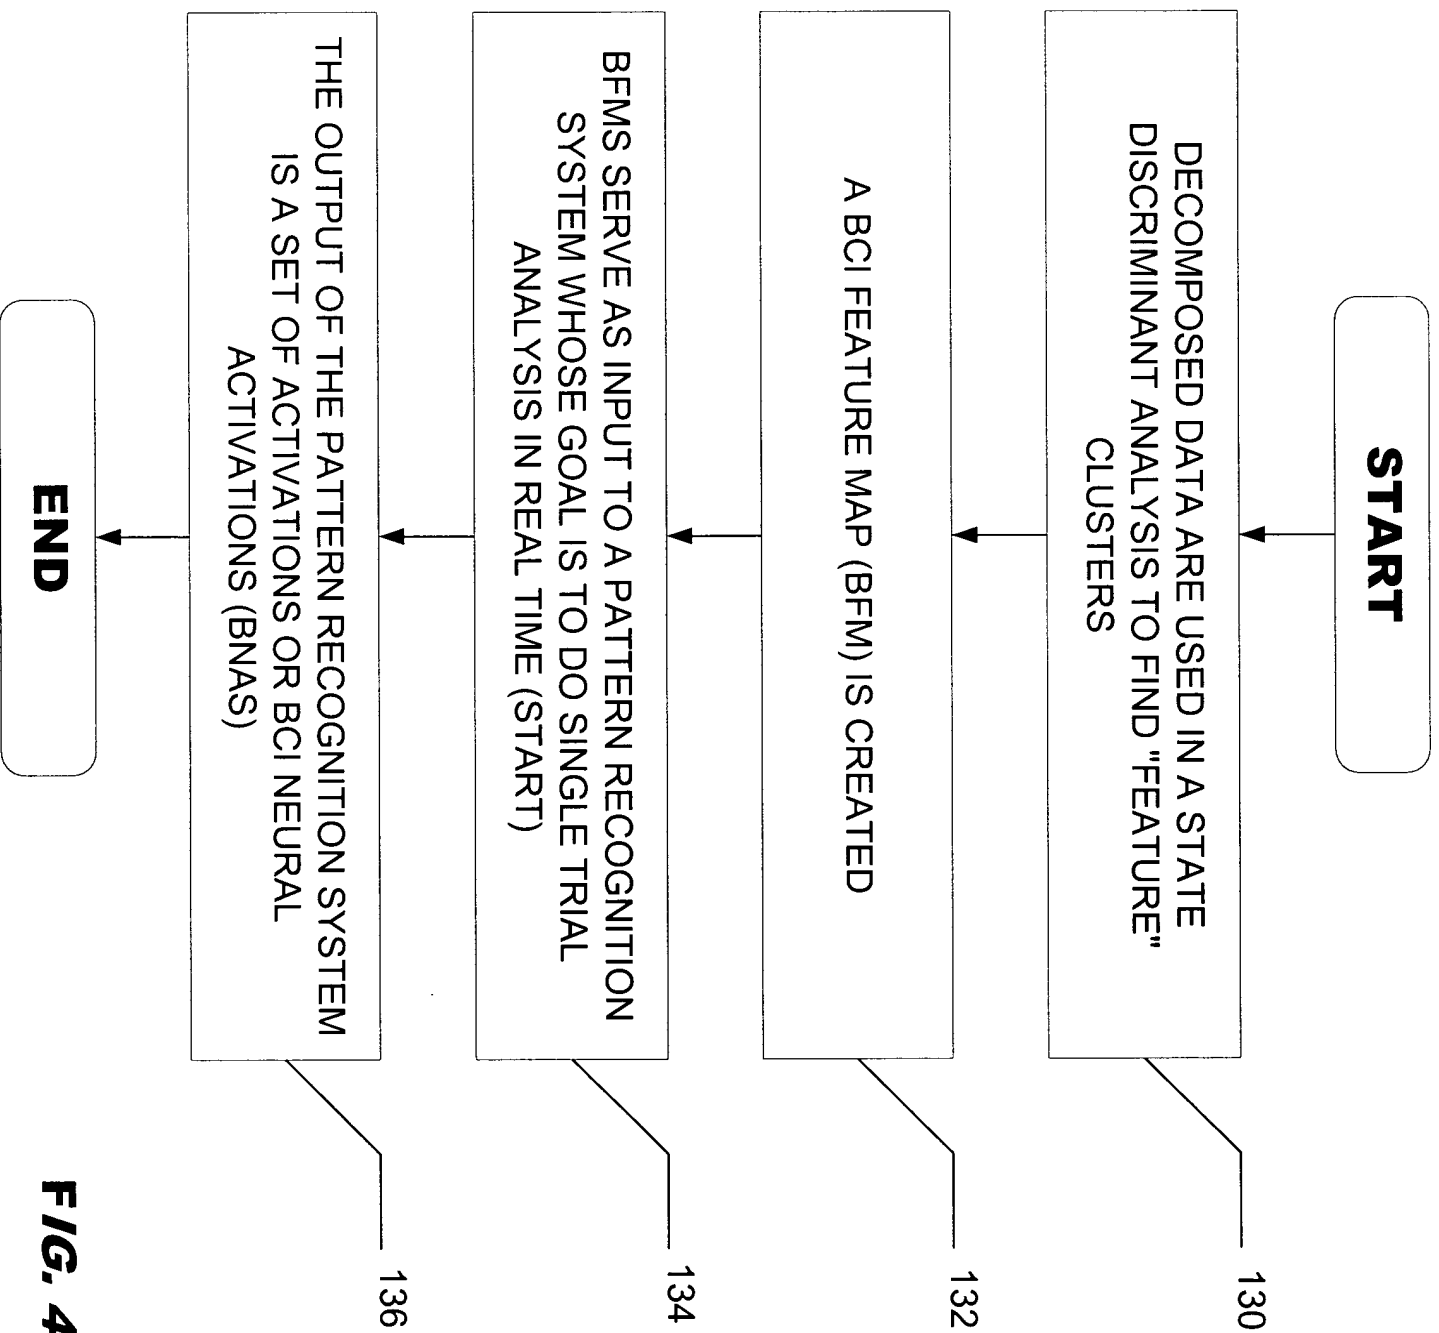 START
DECOMPOSED DATA ARE USED IN A STATE
DISCRIMINANT ANALYSIS TO FIND "FEATURE"
CLUSTERS
130
A BCI FEATURE MAP (BFM) IS CREATED
132
BFMS SERVE AS INPUT TO A PATTERN RECOGNITION
SYSTEM WHOSE GOAL IS TO DO SINGLE TRIAL
ANALYSIS IN REAL TIME (START)
134
THE OUTPUT OF THE PATTERN RECOGNITION SYSTEM
IS A SET OF ACTIVATIONS OR BCI NEURAL
ACTIVATIONS (BNAS)
136
END
FIG. 4